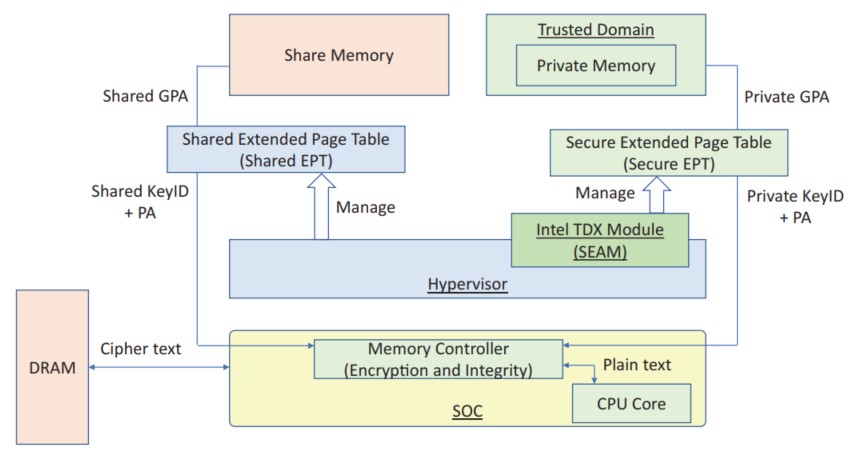 Share Memory
Trusted Domain
Private Memory
Shared GPA
Private GPA
Shared Extended Page Table
(Shared EPT)
Secure Extended Page Table
(Secure EPT)
Shared KeyID
+ PA
Manage
Manage
Private KeyID
+ PA
Intel TDX Module
(SEAM)
Hypervisor
DRAM
Cipher text
Memory Controller
(Encryption and Integrity)
Plain text
CPU Core
SOC